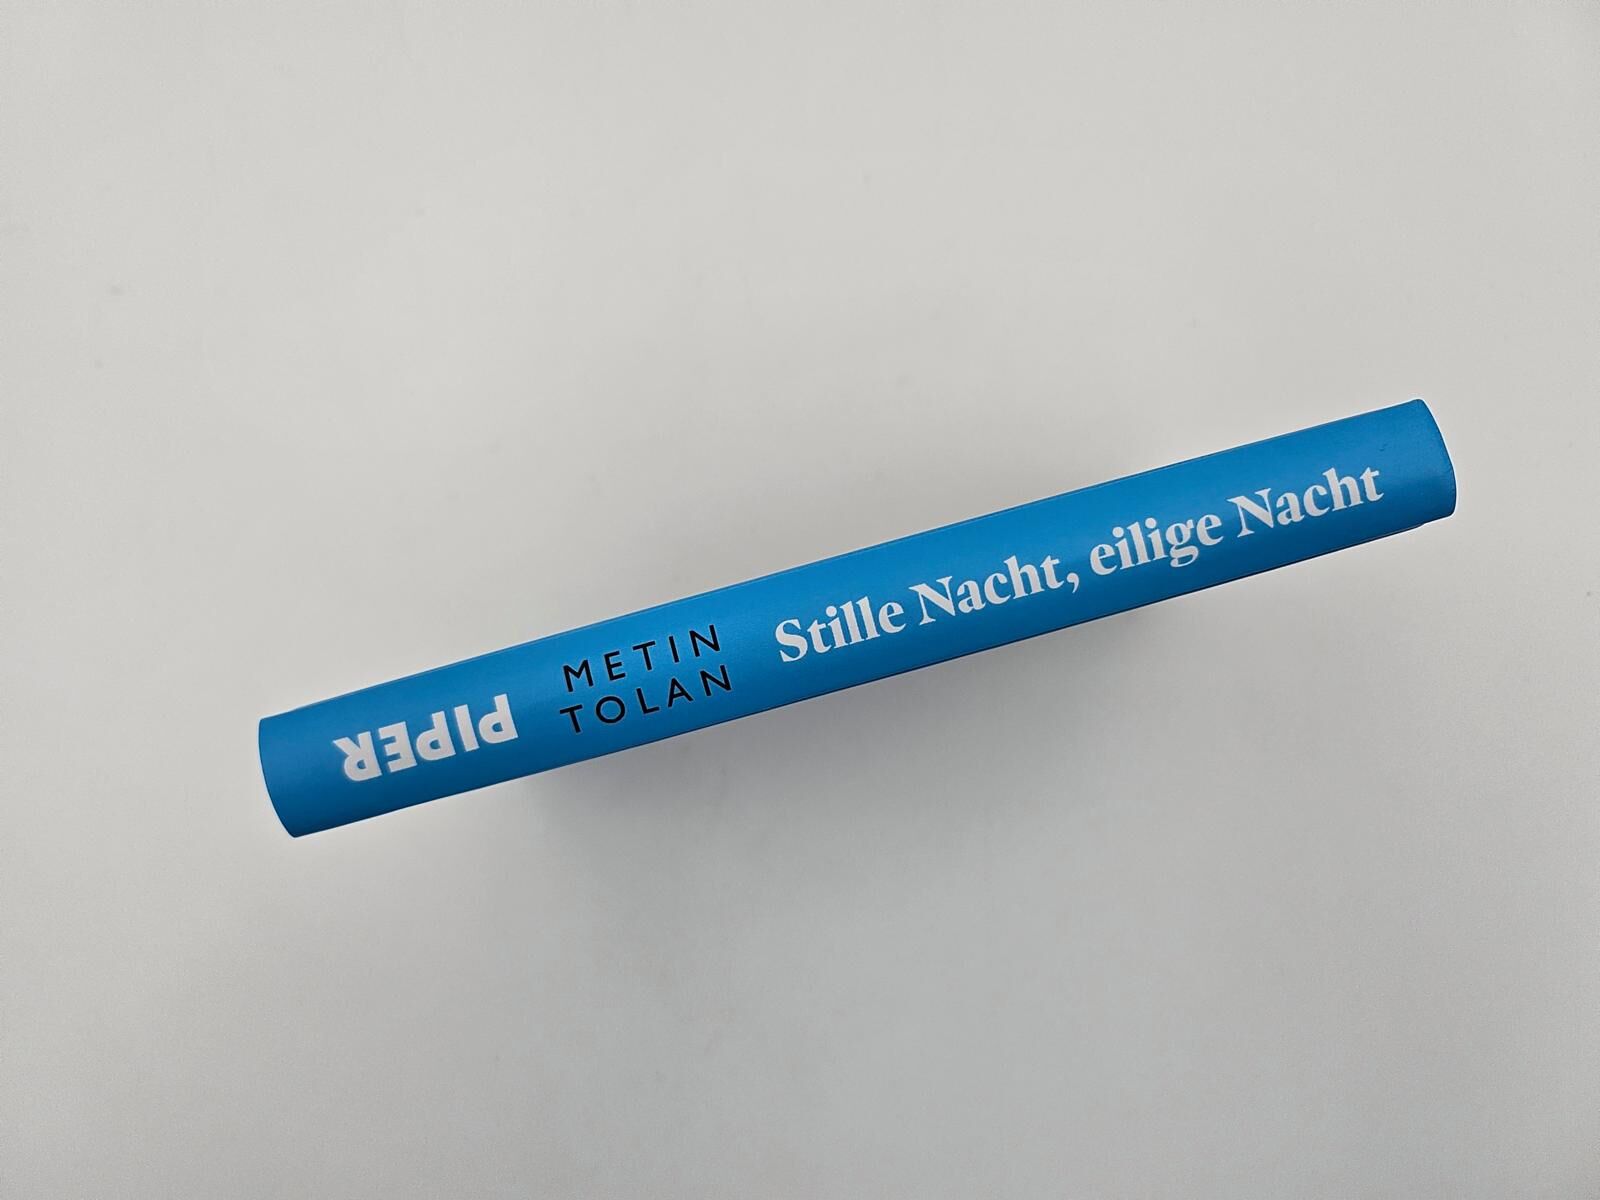 PIPER
METIN
TOLAN
Stille Nacht, eilige Nacht